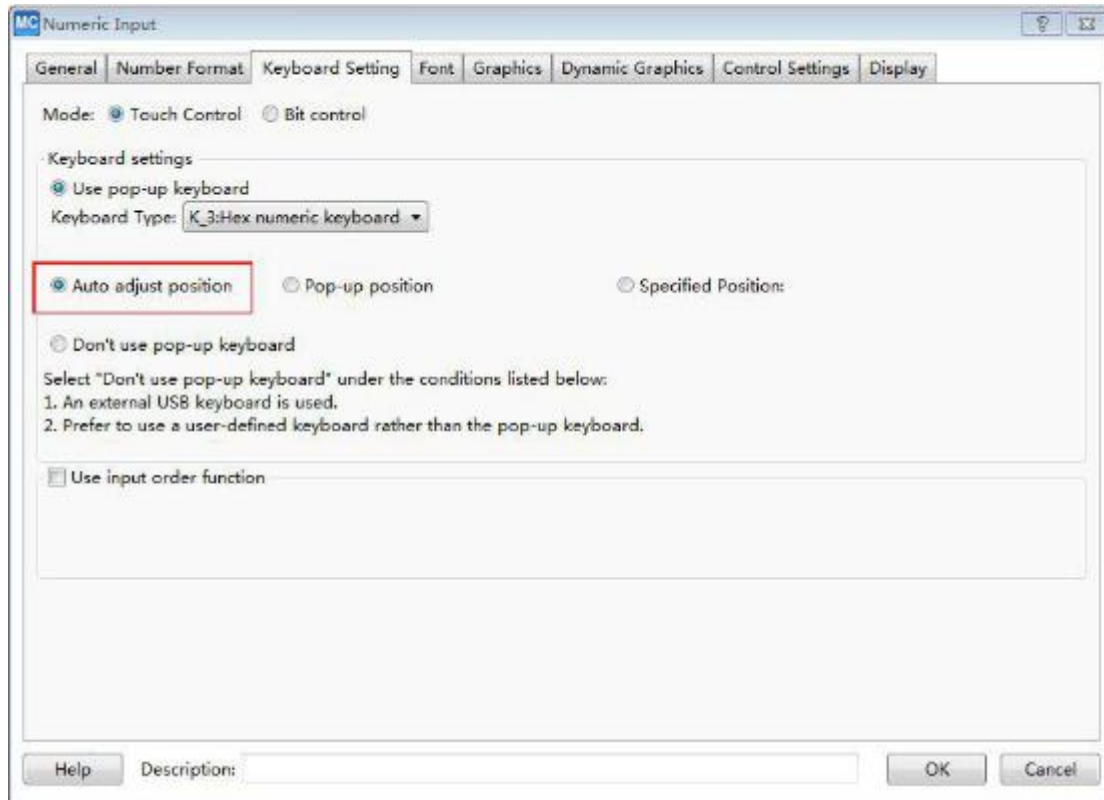 MC Numeric Input
General Number Format Keyboard Setting Font Graphics Dynamic Graphics Control Settings Display
Mode: Touch Control Bit control
Keyboard settings
Use pop-up keyboard
Keyboard Type: K_3:Hex numeric keyboard
Auto adjust position Pop-up position Specified Position:
Don't use pop-up keyboard
Select "Don't use pop-up keyboard" under the conditions listed below:
1. An external USB keyboard is used.
2. Prefer to use a user-defined keyboard rather than the pop-up keyboard.
Use input order function
Help Description: OK Cancel